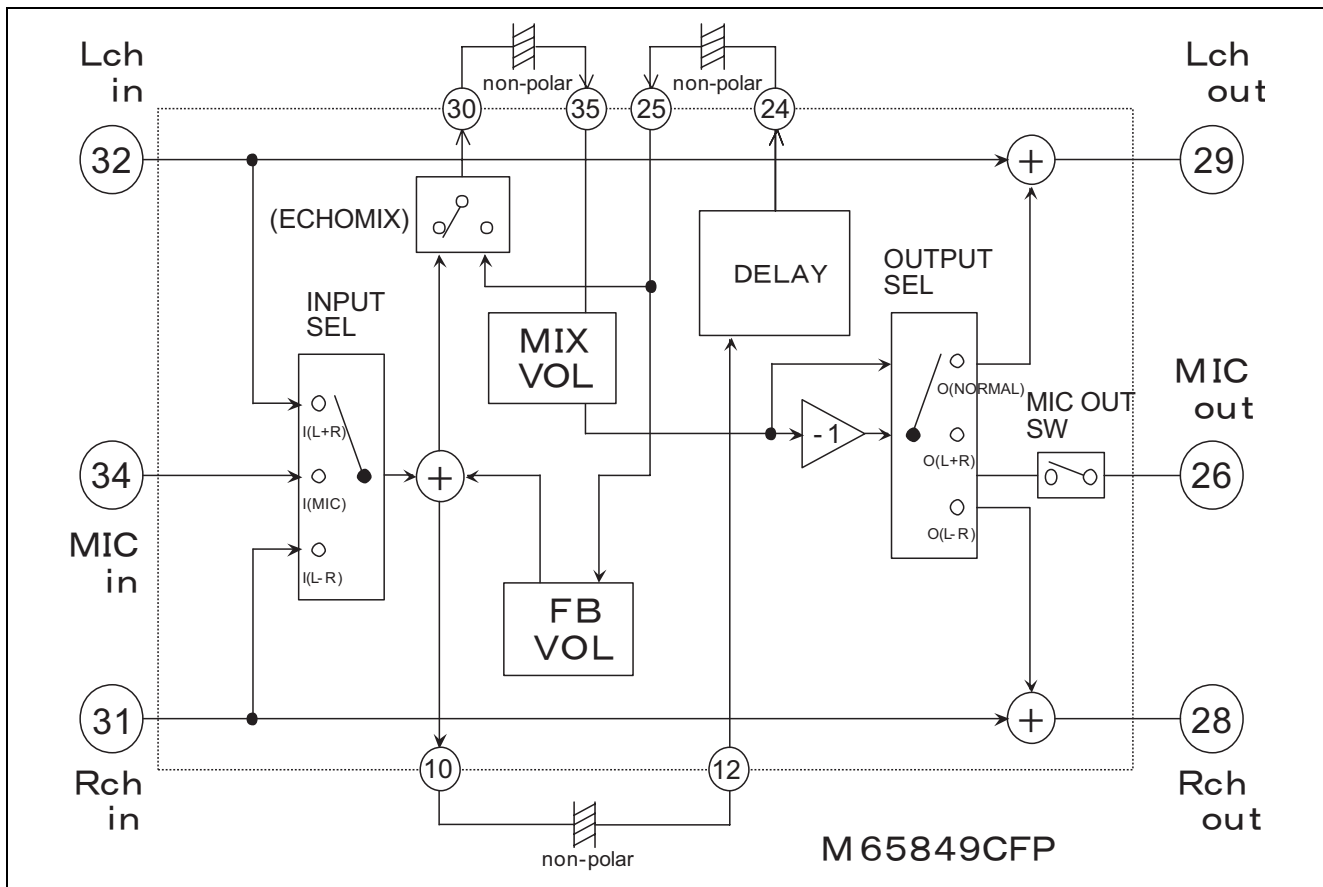 Lch
in
non-polar
non-polar
Lch
out
30
35
25
24
32
29
(ECHOMIX)
DELAY
OUTPUT
SEL
INPUT
SEL
MIX
VOL
MIC
out
O(NORMAL)
MIC OUT
SW
I(L+R)
-1
O(L+R)
34
I(MIC)
26
MIC
in
O(L-R)
I(L-R)
FB
VOL
31
28
Rch
in
10
12
Rch
out
non-polar
M65849CFP